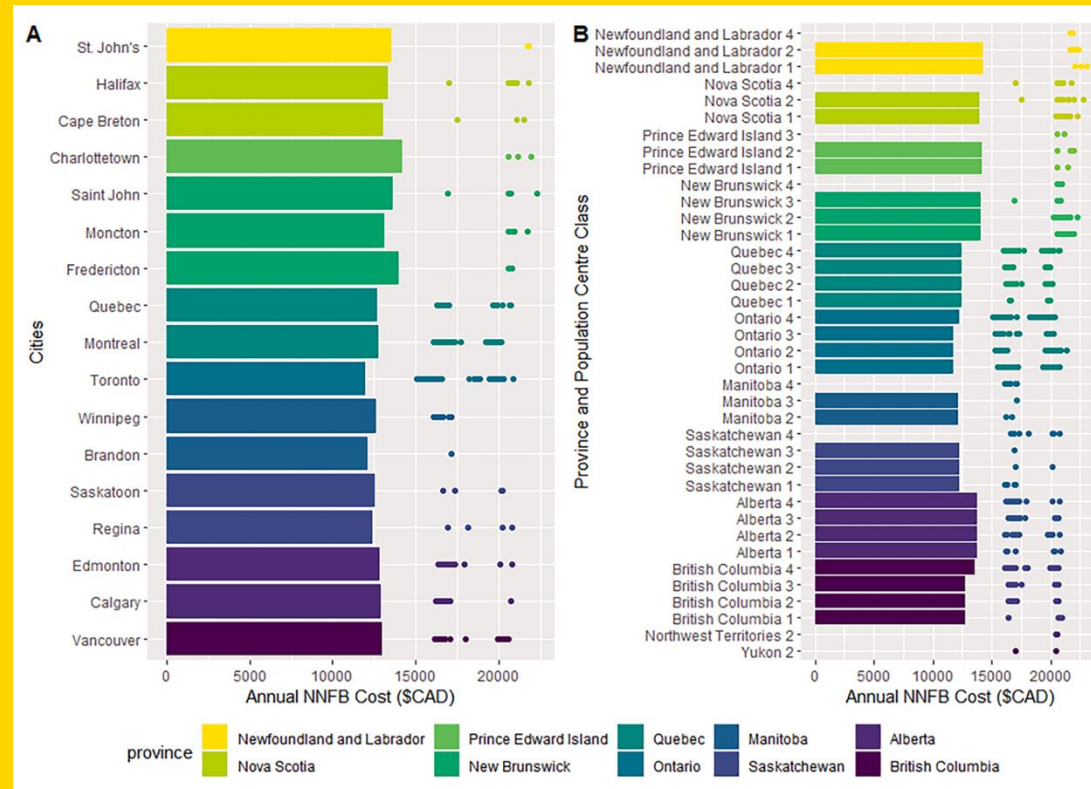 A
St. John's
Halifax
Cape Breton
Charlottetown
Saint John
Moncton
Fredericton
Quebec
Montreal
Toronto
Winnipeg
Brandon
Saskatoon
Regina
Edmonton
Calgary
Vancouver
Cities
0 5000 10000 15000 20000
Annual NNFB Cost ($CAD)
B
Newfoundland and Labrador 4
Newfoundland and Labrador 2
Newfoundland and Labrador 1
Nova Scotia 4
Nova Scotia 2
Nova Scotia 1
Prince Edward Island 3
Prince Edward Island 2
Prince Edward Island 1
New Brunswick 4
New Brunswick 3
New Brunswick 2
New Brunswick 1
Quebec 4
Quebec 3
Quebec 2
Quebec 1
Ontario 4
Ontario 3
Ontario 2
Ontario 1
Manitoba 4
Manitoba 3
Manitoba 2
Saskatchewan 4
Saskatchewan 3
Saskatchewan 2
Saskatchewan 1
Alberta 4
Alberta 3
Alberta 2
Alberta 1
British Columbia 4
British Columbia 3
British Columbia 2
British Columbia 1
Northwest Territories 2
Yukon 2
Province and Population Centre Class
0 5000 10000 15000 20000
Annual NNFB Cost ($CAD)
province
Newfoundland and Labrador
Nova Scotia
Prince Edward Island
New Brunswick
Quebec
Ontario
Manitoba
Saskatchewan
Alberta
British Columbia